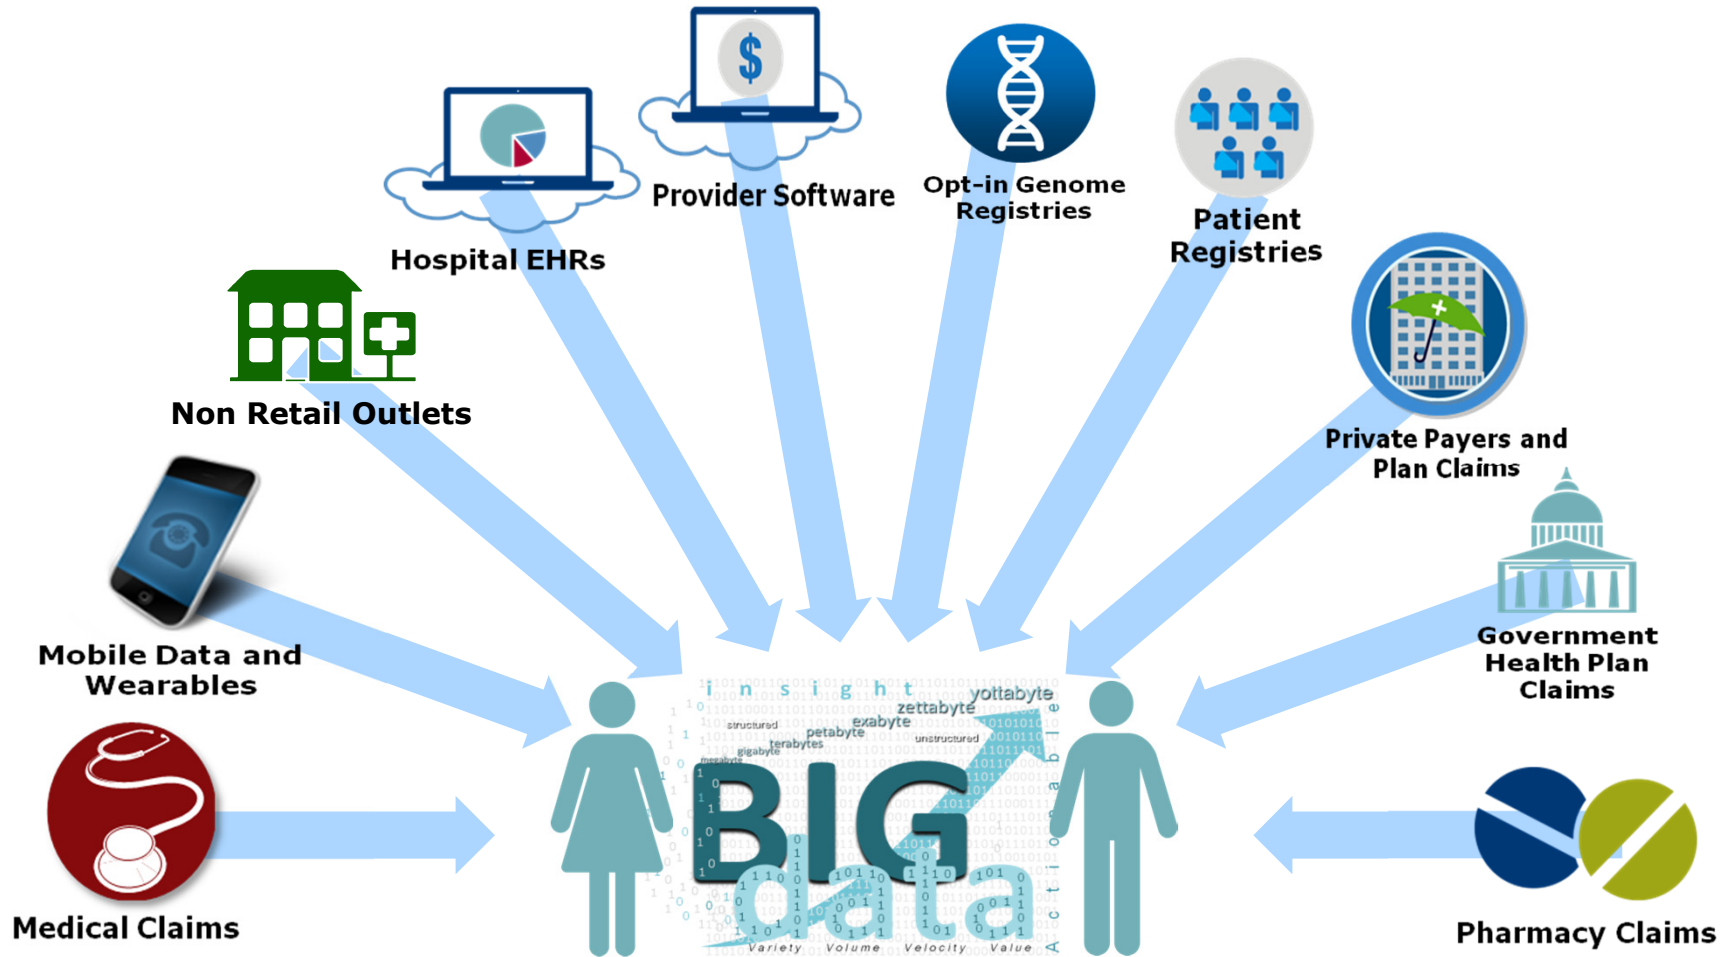 $
Provider Software
Opt-in Genome
Registries
Patient
Registries
Hospital EHRs
Non Retail Outlets
Private Payers and
Plan Claims
Mobile Data and
Wearables
Government
Health Plan
Claims
Medical Claims
Pharmacy Claims
insight
yottabyte
zettabyte
exabyte
structured
petabyte
unstructured
terabytes
gigabyte
megabyte
BIG
data
Actionable
Variety Volume Velocity Value